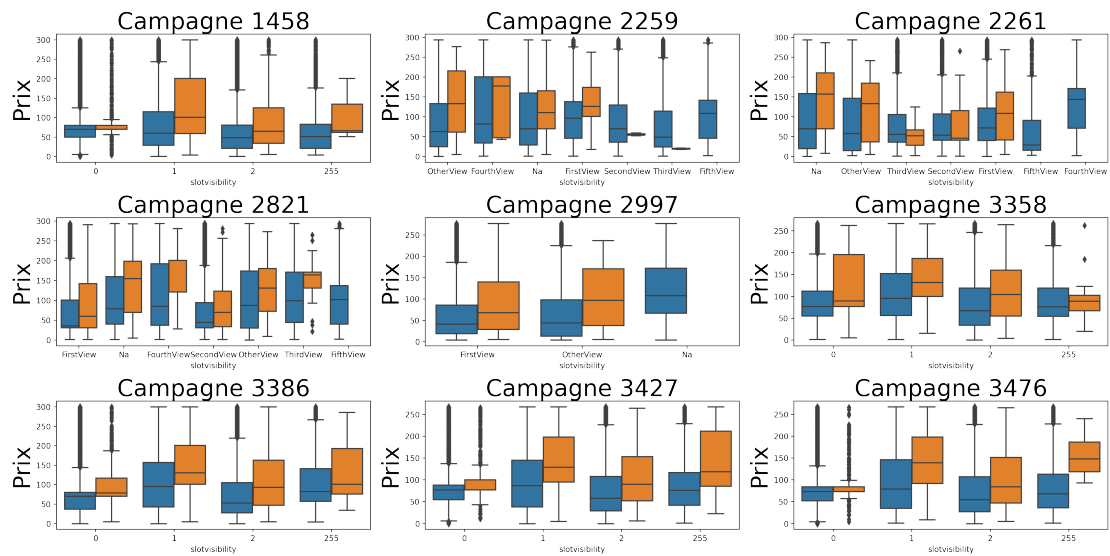 Campagne 1458
Prix
300
250
200
150
100
50
0
0 1 2 255
slotvisibility
Campagne 2259
Prix
300
250
200
150
100
50
0
OtherView FourthView Na FirstView SecondView ThirdView FifthView
slotvisibility
Campagne 2261
Prix
300
250
200
150
100
50
0
Na OtherView ThirdView SecondView FirstView FifthView FourthView
slotvisibility
Campagne 2821
Prix
300
250
200
150
100
50
0
FirstView Na FourthView SecondView OtherView ThirdView FifthView
slotvisibility
Campagne 2997
Prix
250
200
150
100
50
0
FirstView OtherView Na
slotvisibility
Campagne 3358
Prix
250
200
150
100
50
0
0 1 2 255
slotvisibility
Campagne 3386
Prix
300
250
200
150
100
50
0
0 1 2 255
slotvisibility
Campagne 3427
Prix
250
200
150
100
50
0
0 1 2 255
slotvisibility
Campagne 3476
Prix
250
200
150
100
50
0
0 1 2 255
slotvisibility